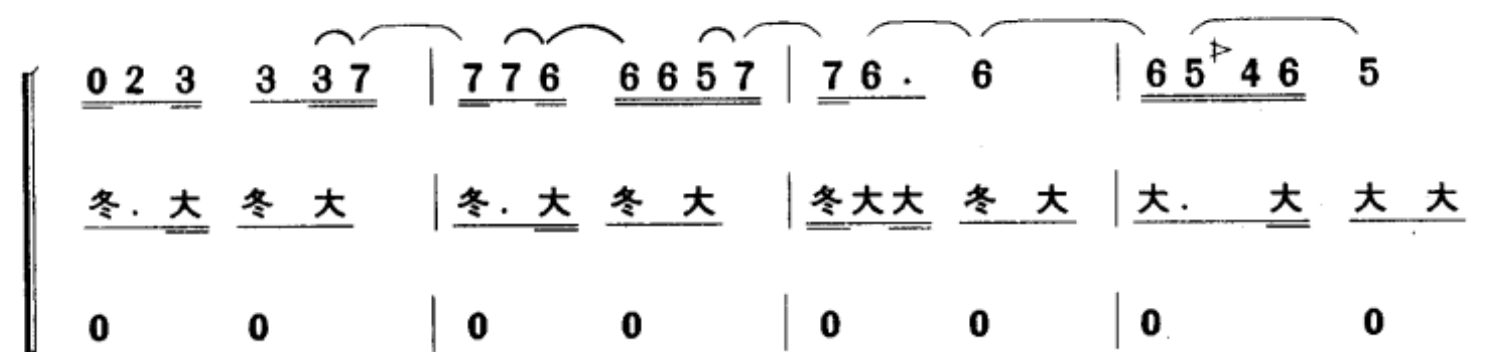 0 2 3 3 3 7 | 7 7 6 6 6 5 7 | 7 6 . 6 | 6 5 4 6 5
冬. 大 冬 大 | 冬. 大 冬 大 | 冬 大 大 冬 大 | 大. 大 大 大
0 0 | 0 0 | 0 0 | 0 0